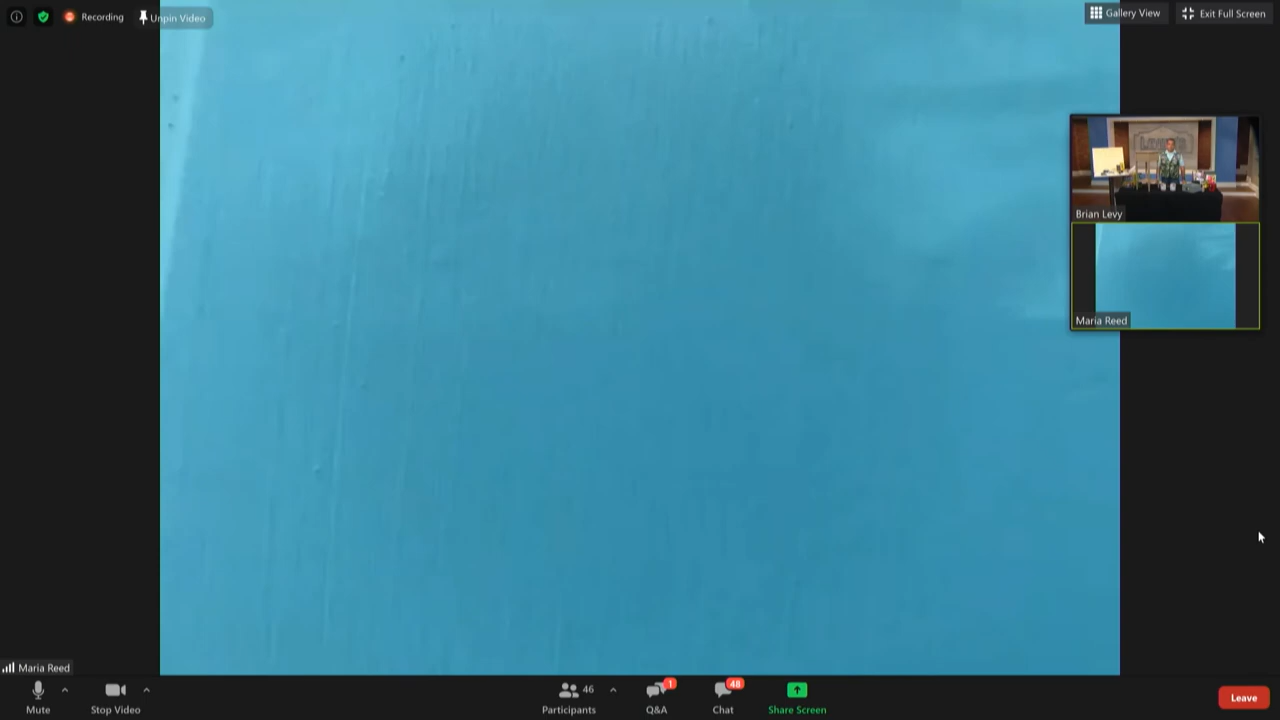 Recording
Unpin Video
Gallery View
Exit Full Screen
Brian Levy
Maria Reed
Maria Reed
Mute
Stop Video
46
Participants
1
Q&A
48
Chat
Share Screen
Leave